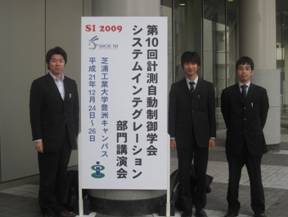 SI 2009
SICE SI
第10回計測自動制御学会
システムインテグレーション
部門講演会
芝浦工業大学豊洲キャンパス
平成21年12月24日~26日